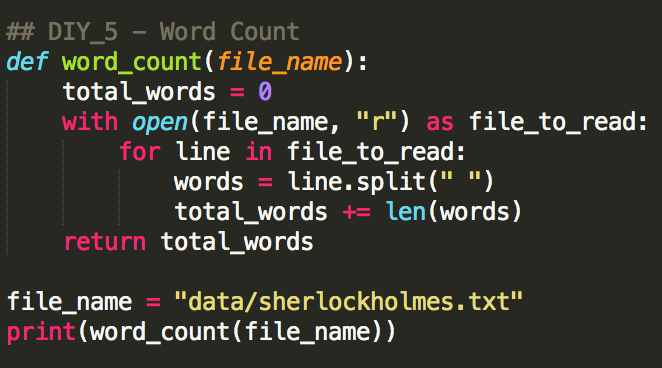 ## DIY_5 – Word Count
def word_count(file_name):
    total_words = 0
    with open(file_name, "r") as file_to_read:
        for line in file_to_read:
            words = line.split(" ")
            total_words += len(words)
    return total_words

file_name = "data/sherlockholmes.txt"
print(word_count(file_name))